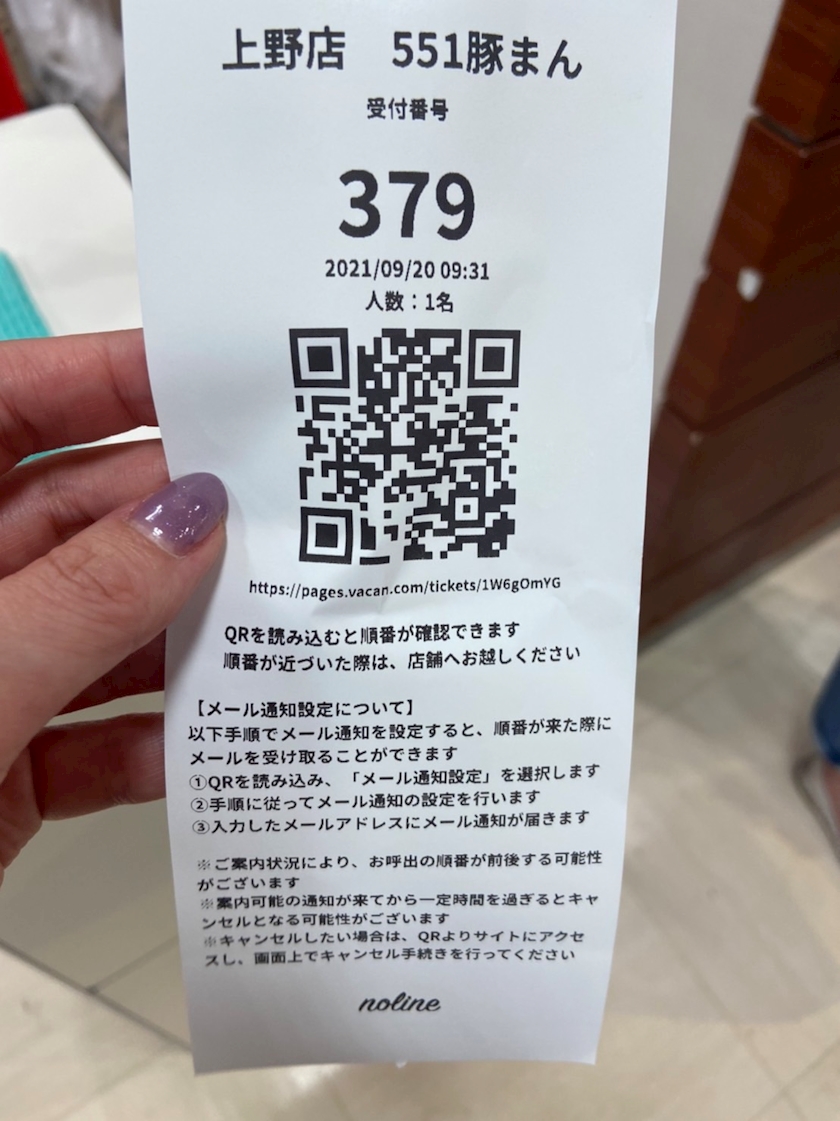 上野店　551豚まん
受付番号
379
2021/09/20 09:31
人数：1名
https://pages.vacan.com/tickets/1W6gOmYG
QRを読み込むと順番が確認できます
順番が近づいた際は、店舗へお越しください
【メール通知設定について】
以下手順でメール通知を設定すると、順番が来た際に
メールを受け取ることができます
①QRを読み込み、「メール通知設定」を選択します
②手順に従ってメール通知の設定を行います
③入力したメールアドレスにメール通知が届きます
※ご案内状況により、お呼出の順番が前後する可能性
がございます
※案内可能の通知が来てから一定時間を過ぎるとキャ
ンセルとなる可能性がございます
※キャンセルしたい場合は、QRよりサイトにアクセ
スし、画面上でキャンセル手続きを行ってください
noline